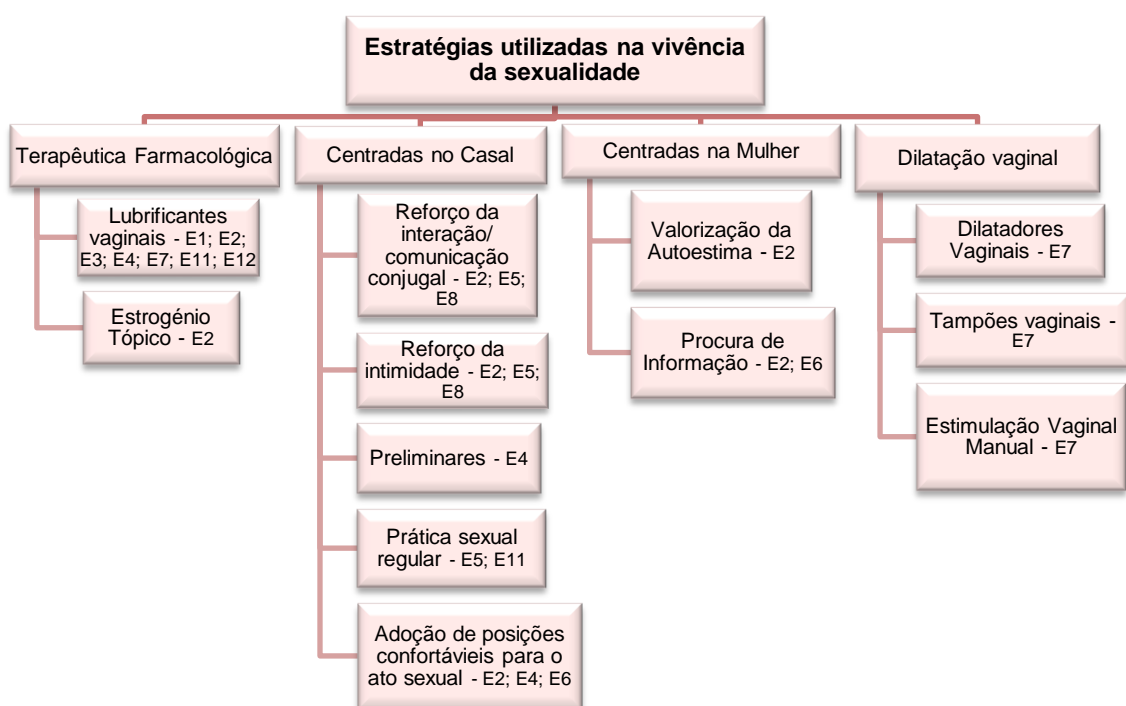 Estratégias utilizadas na vivência
da sexualidade
Terapêutica Farmacológica
Lubrificantes
vaginais - E1; E2;
E3; E4; E7; E11; E12
Estrogénio
Tópico - E2
Centradas no Casal
Reforço da
interação/
comunicação
conjugal - E2; E5;
E8
Reforço da
intimidade - E2; E5;
E8
Preliminares - E4
Prática sexual
regular - E5; E11
Adoção de posições
confortávieis para o
ato sexual - E2; E4; E6
Centradas na Mulher
Valorização da
Autoestima - E2
Procura de
Informação - E2; E6
Dilatação vaginal
Dilatadores
Vaginais - E7
Tampões vaginais -
E7
Estimulação Vaginal
Manual - E7